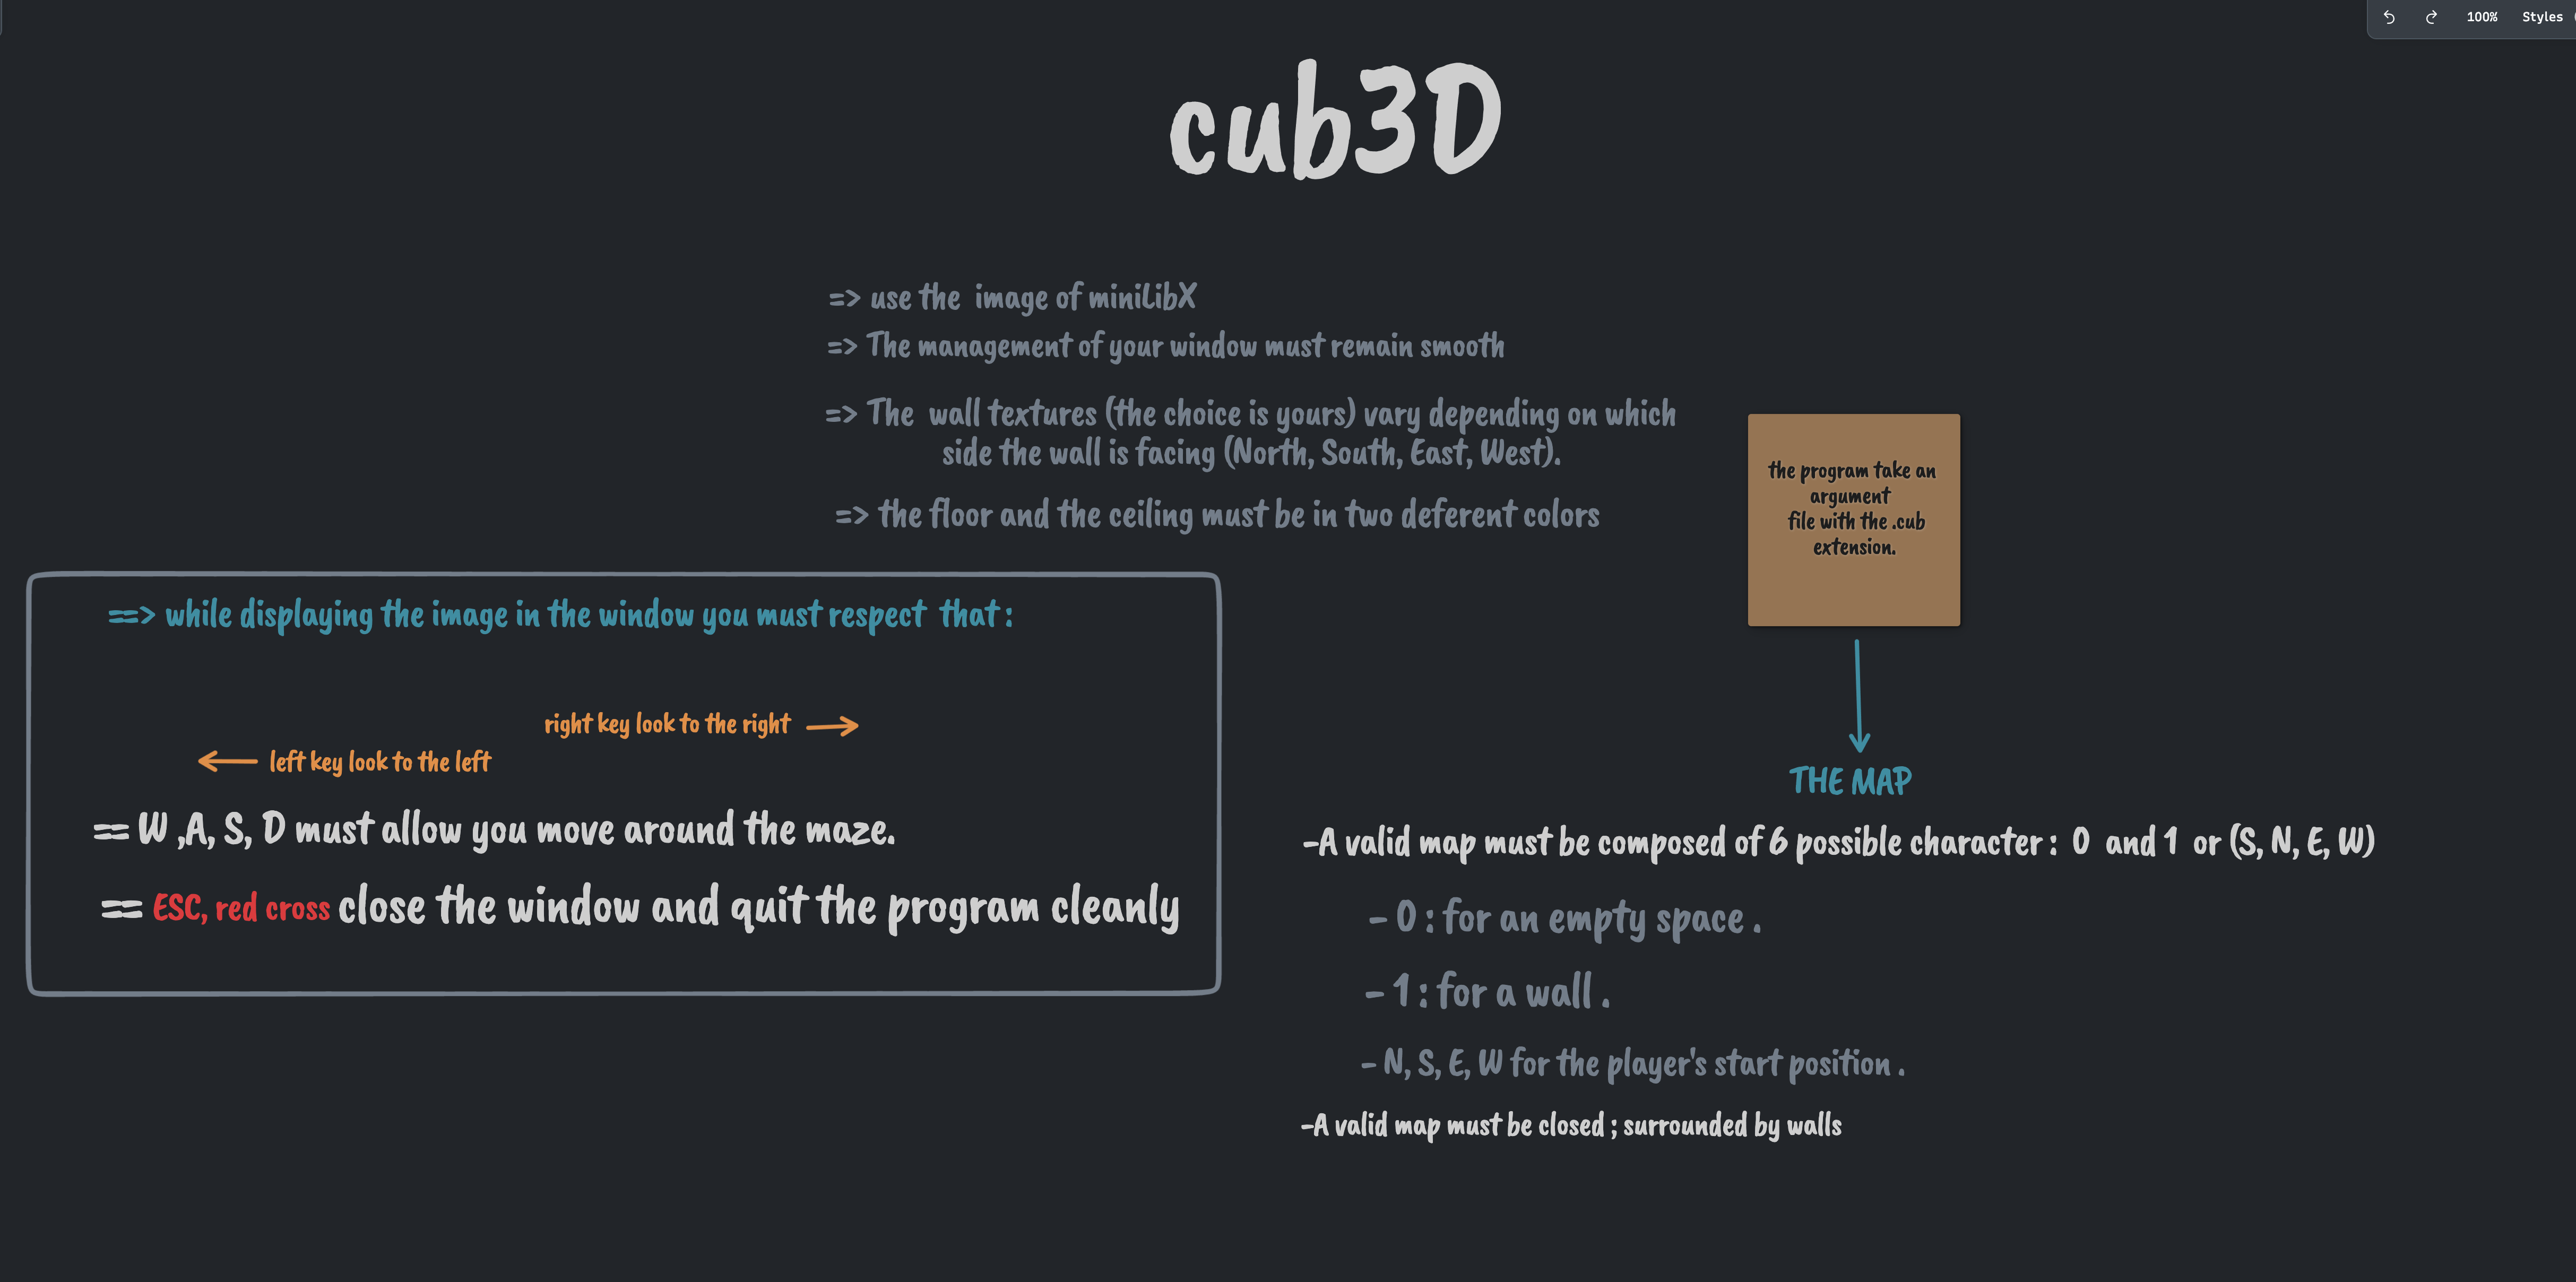 100% Styles
cub3D
=> use the image of miniLibX
=> The management of your window must remain smooth
=> The wall textures (the choice is yours) vary depending on which
side the wall is facing (North, South, East, West).
=> the floor and the ceiling must be in two deferent colors
==> while displaying the image in the window you must respect that :
right key look to the right
left key look to the left
== W ,A, S, D must allow you move around the maze.
== ESC, red cross close the window and quit the program cleanly
the program take an
argument
file with the .cub
extension.
THE MAP
-A valid map must be composed of 6 possible character : 0 and 1 or (S, N, E, W)
- 0 : for an empty space .
- 1 : for a wall .
- N, S, E, W for the player's start position .
-A valid map must be closed ; surrounded by walls